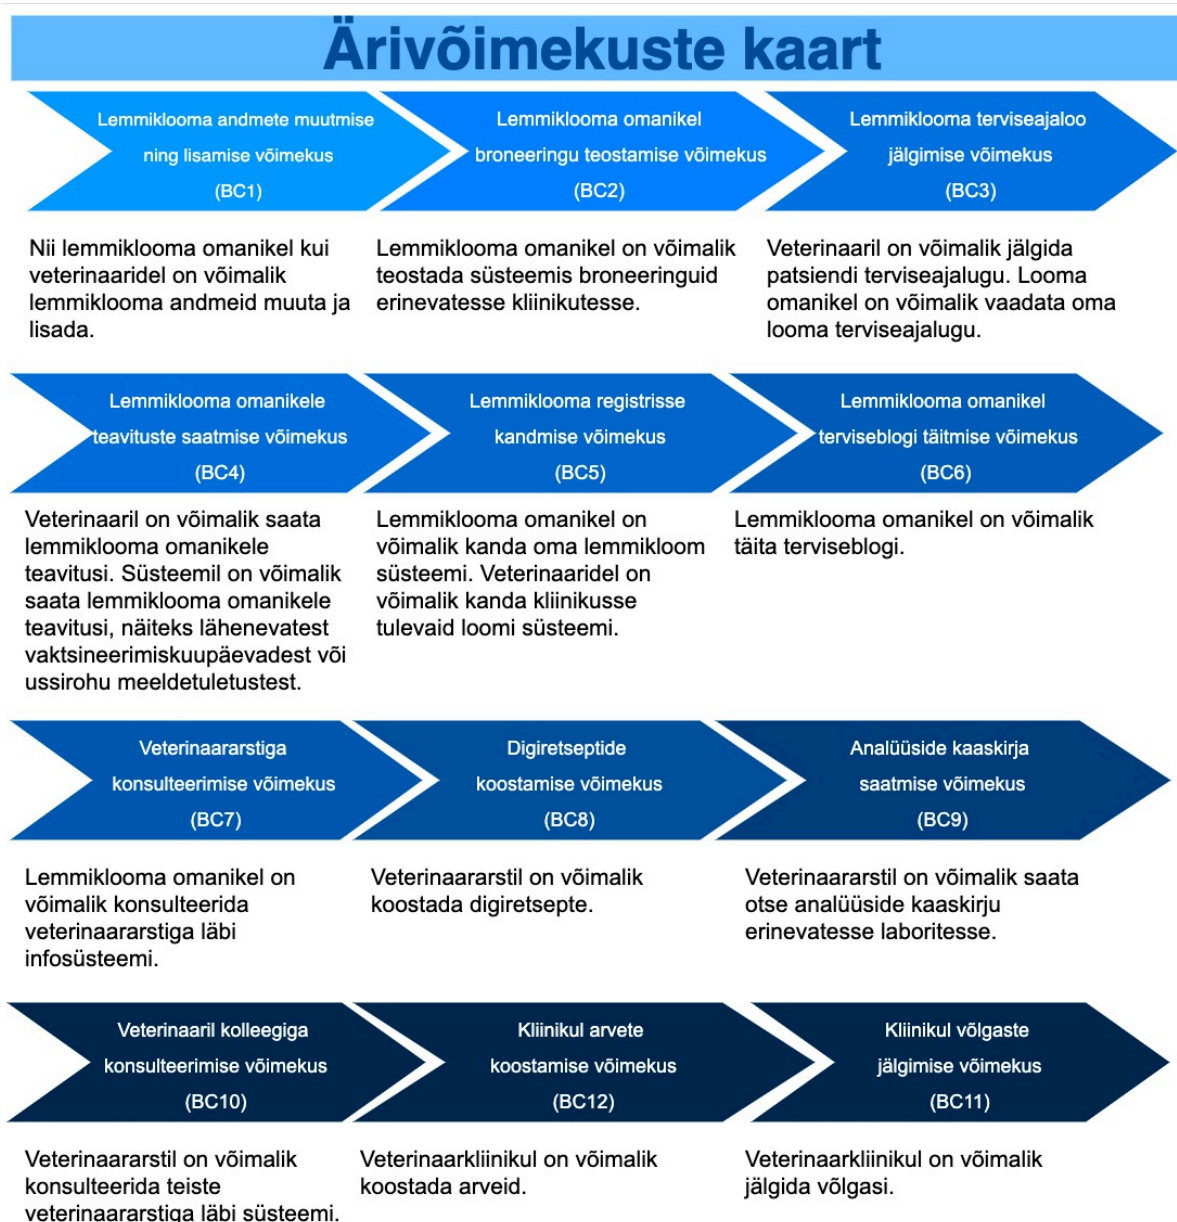 Ärivõimekuste kaart
Lemmiklooma andmete muutmise
ning lisamise võimekus
(BC1)
Lemmiklooma omanikel
broneeringu teostamise võimekus
(BC2)
Lemmiklooma terviseajaloo
jälgimise võimekus
(BC3)
Nii lemmiklooma omanikel kui
veterinaaridel on võimalik
lemmiklooma andmeid muuta ja
lisada.
Lemmiklooma omanikel on võimalik
teostada süsteemis broneeringuid
erinevatesse kliinikutesse.
Veterinaaril on võimalik jälgida
patsiendi terviseajalugu. Looma
omanikel on võimalik vaadata oma
looma terviseajalugu.
Lemmiklooma omanikele
teavituste saatmise võimekus
(BC4)
Lemmiklooma registrisse
kandmise võimekus
(BC5)
Lemmiklooma omanikel
terviseblogi täitmise võimekus
(BC6)
Veterinaaril on võimalik saata
lemmiklooma omanikele
teavitusi. Süsteemil on võimalik
saata lemmiklooma omanikele
teavitusi, näiteks lähenevatest
vaktsineerimiskuupäevadest või
ussirohu meeldetuletustest.
Lemmiklooma omanikel on
võimalik kanda oma lemmikloom
süsteemi. Veterinaaridel on
võimalik kanda kliinikusse
tulevaid loomi süsteemi.
Lemmiklooma omanikel on võimalik
täita terviseblogi.
Veterinaararstiga
konsulteerimise võimekus
(BC7)
Digiretseptide
koostamise võimekus
(BC8)
Analüüside kaaskirja
saatmise võimekus
(BC9)
Lemmiklooma omanikel on
võimalik konsulteerida
veterinaararstiga läbi
infosüsteemi.
Veterinaararstil on võimalik
koostada digiretsepte.
Veterinaararstil on võimalik saata
otse analüüside kaaskirju
erinevatesse laboritesse.
Veterinaaril kolleegiga
konsulteerimise võimekus
(BC10)
Kliinikul arvete
koostamise võimekus
(BC12)
Kliinikul võlgaste
jälgimise võimekus
(BC11)
Veterinaararstil on võimalik
konsulteerida teiste
veterinaararstiga läbi süsteemi.
Veterinaarkliinikul on võimalik
koostada arveid.
Veterinaarkliinikul on võimalik
jälgida võlgasi.